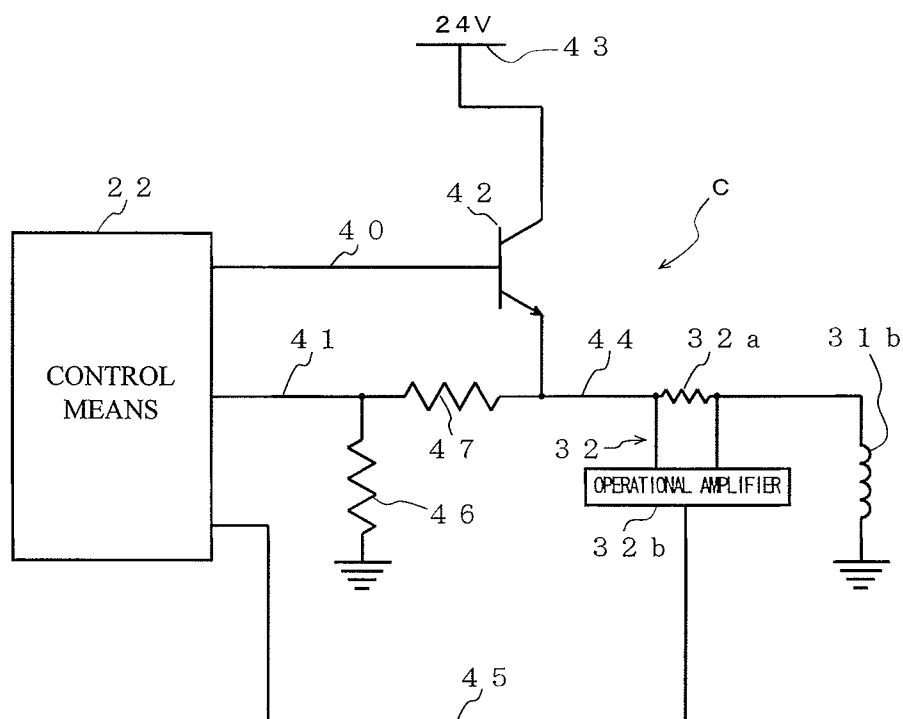 24V
43
22
42
C
40
41
44
32a
31b
CONTROL
MEANS
47
32
46
OPERATIONAL AMPLIFIER
32b
45